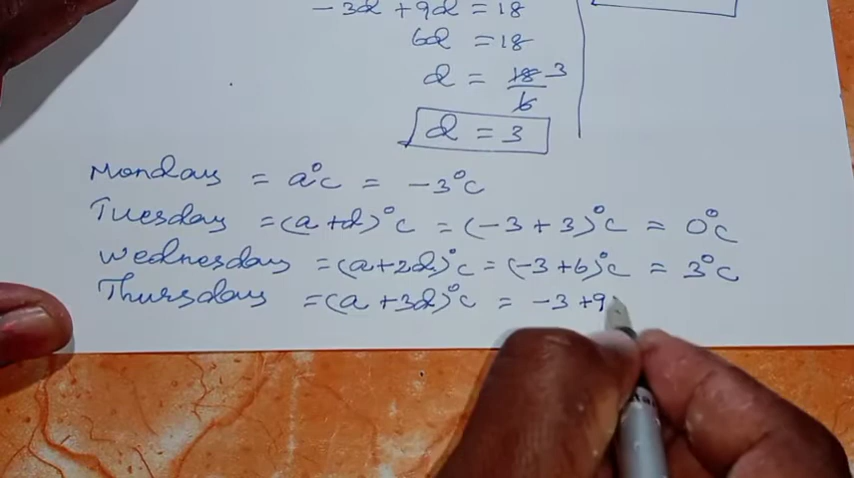 -3d + 9d = 18
6d = 18
d = 18 3
6
d = 3
Monday = a°c = -3°c
Tuesday = (a + d)°c = (-3 + 3)°c = 0°c
Wednesday = (a + 2d)°c = (-3 + 6)°c = 3°c
Thursday = (a + 3d)°c = -3 + 9